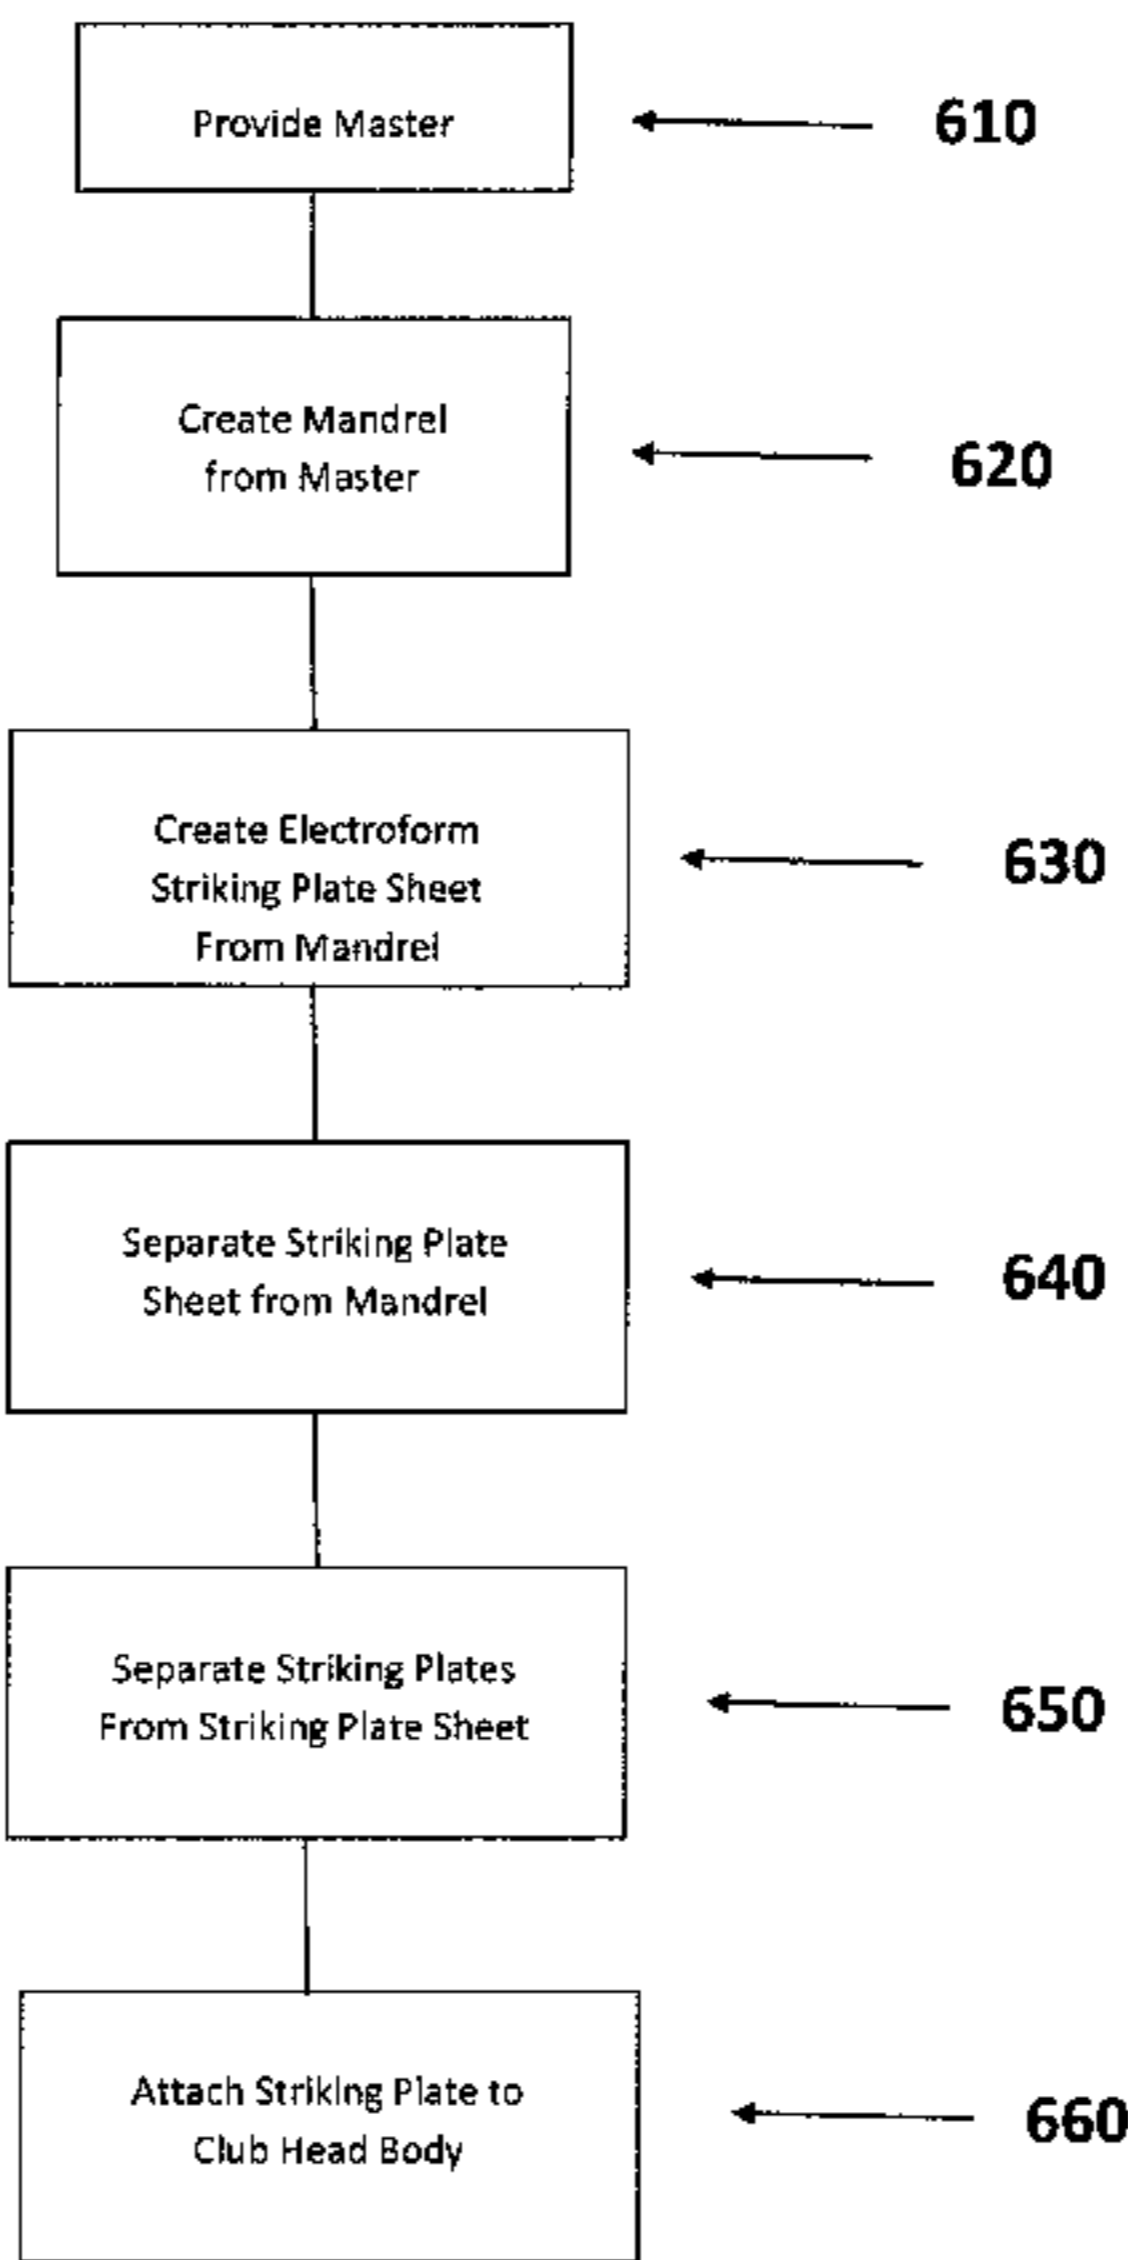 Provide Master
610
Create Mandrel
from Master
620
Create Electroform
Striking Plate Sheet
From Mandrel
630
Separate Striking Plate
Sheet from Mandrel
640
Separate Striking Plates
From Striking Plate Sheet
650
Attach Striking Plate to
Club Head Body
660